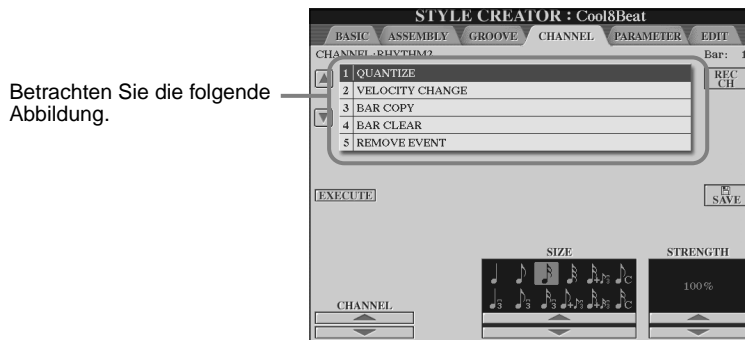 STYLE CREATOR : Cool8Beat
BASIC ASSEMBLY GROOVE CHANNEL PARAMETER EDIT
CHANNEL :RHYTHM2 Bar: 1
Betrachten Sie die folgende
Abbildung.
1 QUANTIZE
2 VELOCITY CHANGE
3 BAR COPY
4 BAR CLEAR
5 REMOVE EVENT
REC
CH
EXECUTE
SAVE
SIZE
STRENGTH
100%
CHANNEL